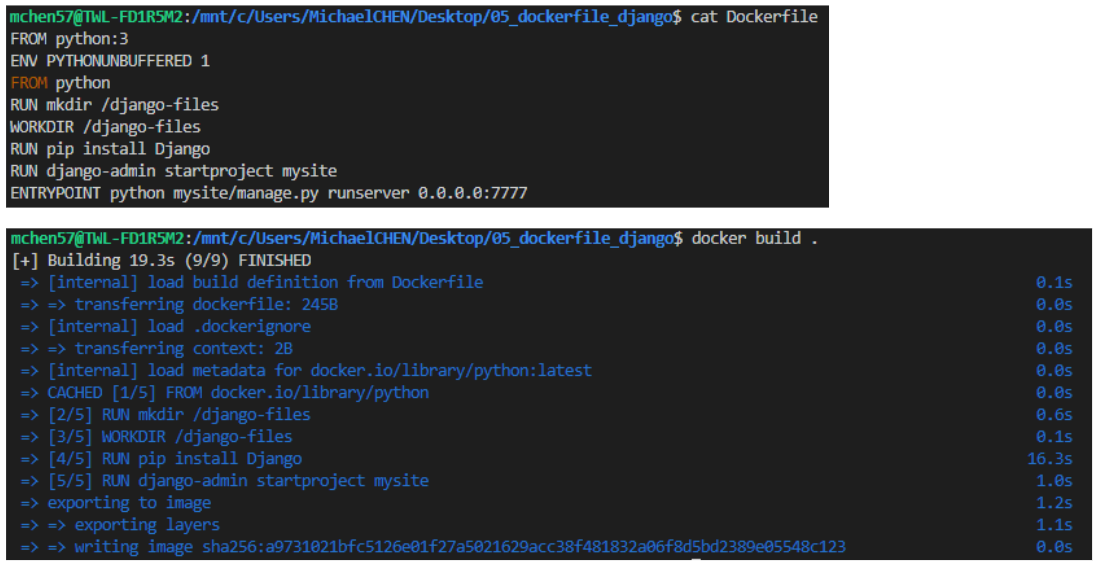 mchen57@TWL-FD1R5M2:/mnt/c/Users/MichaelCHEN/Desktop/05_dockerfile_django$ cat Dockerfile
FROM python:3
ENV PYTHONUNBUFFERED 1
FROM python
RUN mkdir /django-files
WORKDIR /django-files
RUN pip install Django
RUN django-admin startproject mysite
ENTRYPOINT python mysite/manage.py runserver 0.0.0.0:7777
mchen57@TWL-FD1R5M2:/mnt/c/Users/MichaelCHEN/Desktop/05_dockerfile_django$ docker build .
[+] Building 19.3s (9/9) FINISHED
=> [internal] load build definition from Dockerfile 0.1s
=> => transferring dockerfile: 245B 0.0s
=> [internal] load .dockerignore 0.0s
=> => transferring context: 2B 0.0s
=> [internal] load metadata for docker.io/library/python:latest 0.0s
=> CACHED [1/5] FROM docker.io/library/python 0.0s
=> [2/5] RUN mkdir /django-files 0.6s
=> [3/5] WORKDIR /django-files 0.1s
=> [4/5] RUN pip install Django 16.3s
=> [5/5] RUN django-admin startproject mysite 1.0s
=> exporting to image 1.2s
=> => exporting layers 1.1s
=> => writing image sha256:a9731021bfc5126e01f27a5021629acc38f481832a06f8d5bd2389e05548c123 0.0s